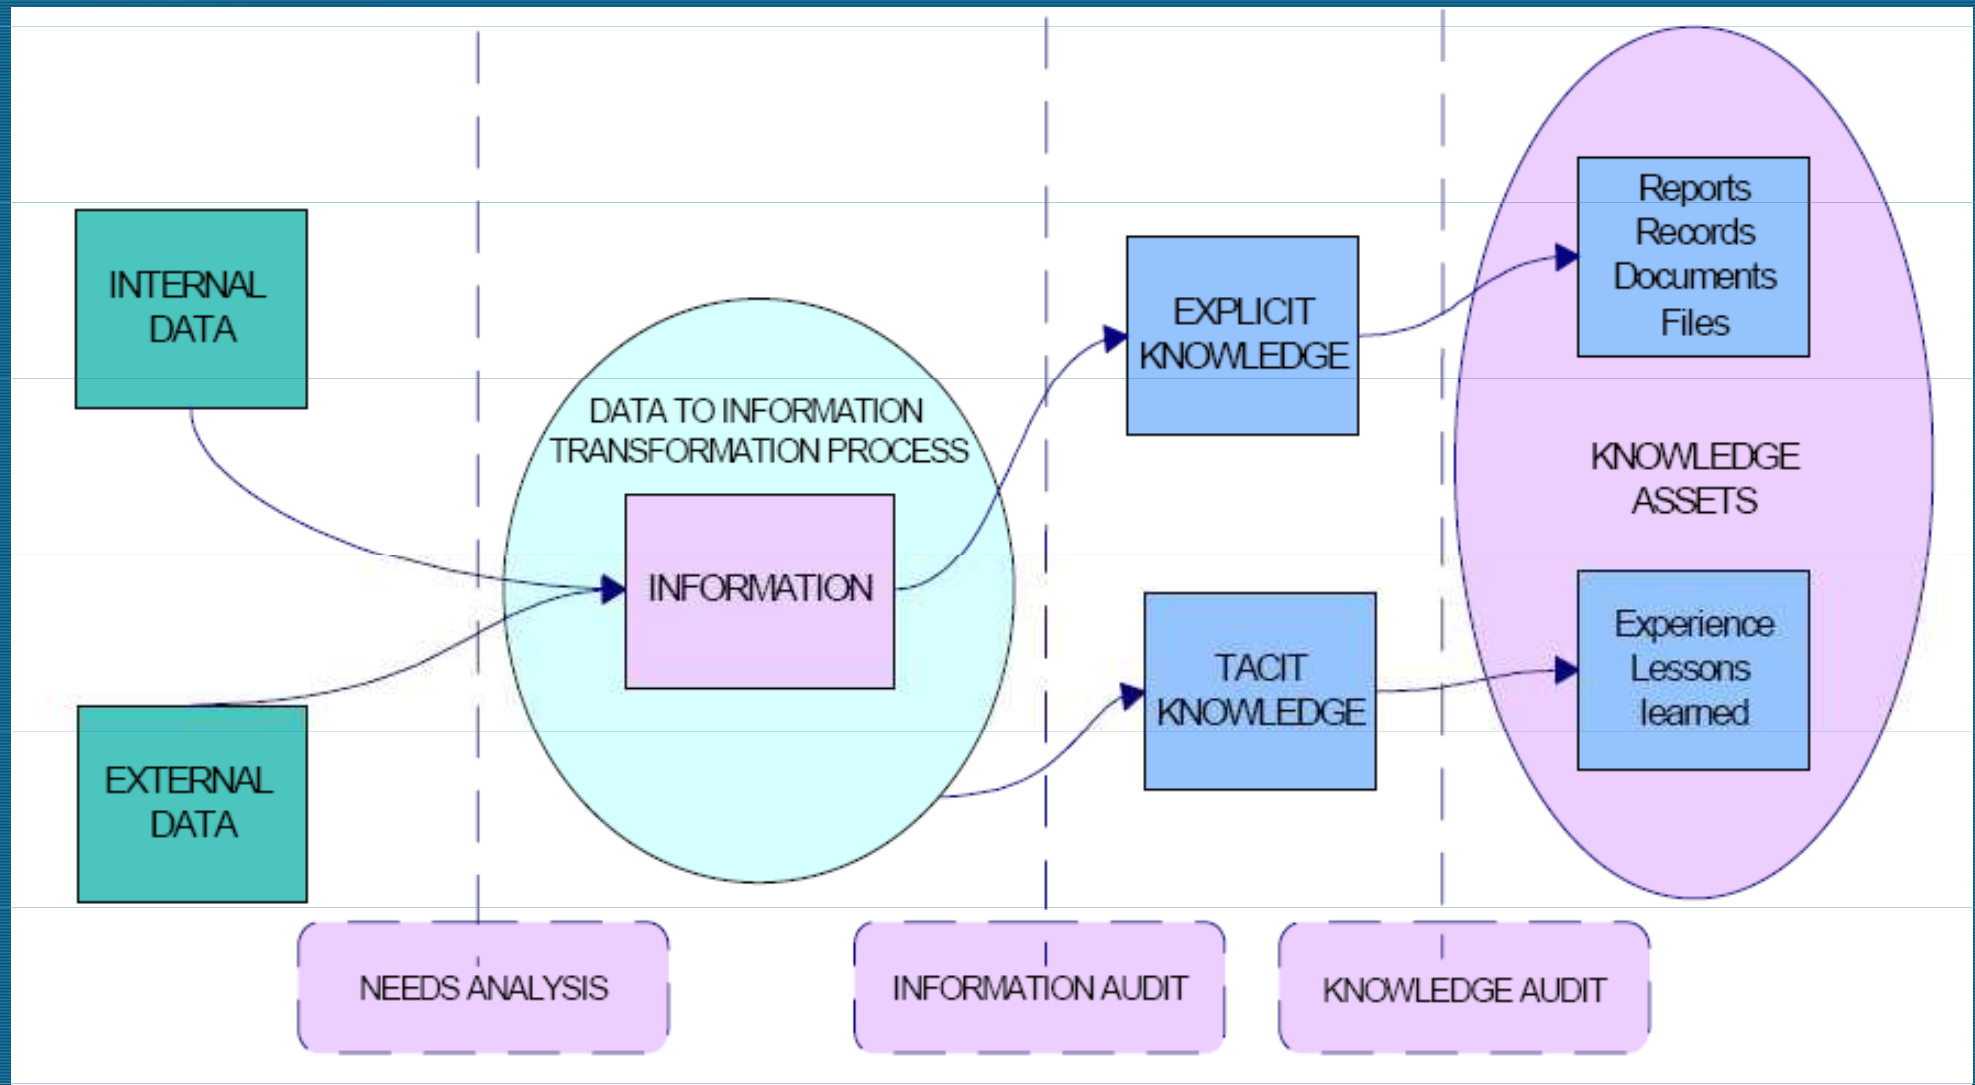 INTERNAL
DATA
EXTERNAL
DATA
DATA TO INFORMATION
TRANSFORMATION PROCESS
INFORMATION
EXPLICIT
KNOWLEDGE
TACIT
KNOWLEDGE
Reports
Records
Documents
Files
KNOWLEDGE
ASSETS
Experience
Lessons
learned
NEEDS ANALYSIS
INFORMATION AUDIT
KNOWLEDGE AUDIT